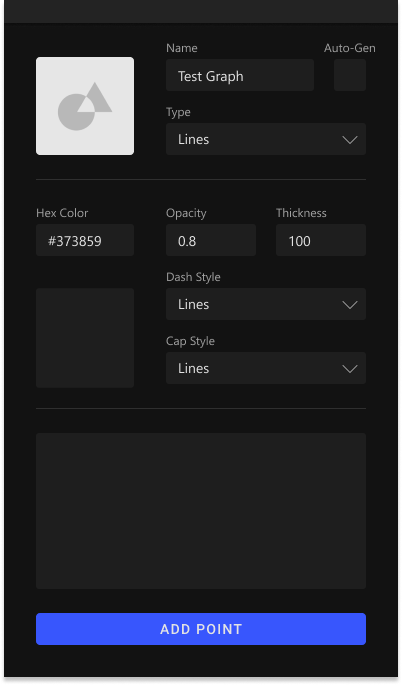 Name Auto-Gen
Test Graph
Type
Lines
Hex Color Opacity Thickness
#373859 0.8 100
Dash Style
Lines
Cap Style
Lines
ADD POINT